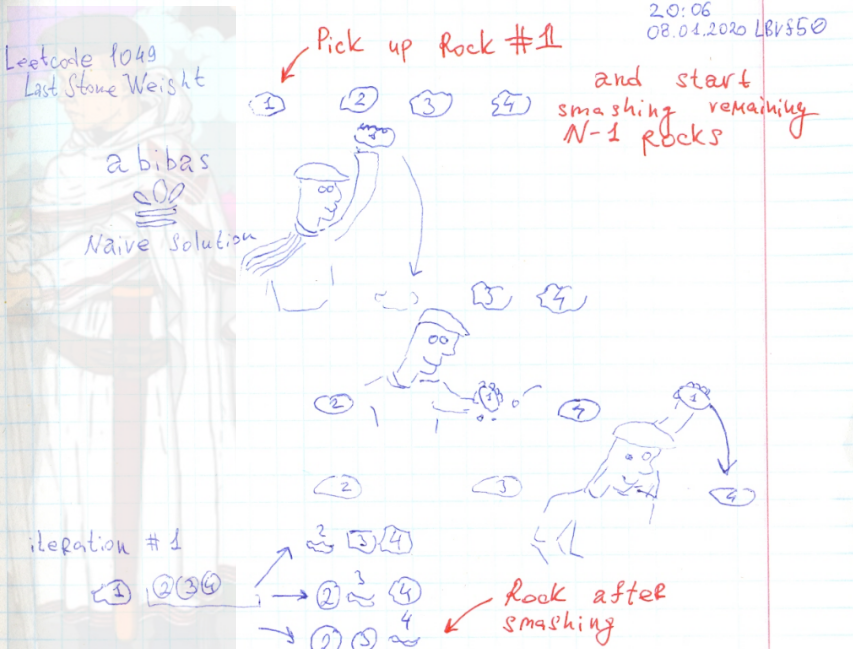 20:06
08.01.2020 LBVS50
Leetcode 1049
Last Stone Weight
Pick up Rock #1
and start
smashing remaining
N-1 Rocks
1 2 3 4
abibas
Naive Solution
3 4
2 1 4
1
2 3 4
iteration #1
1 2 3 4
2 3 4
2 3 4
2 3 4
Rock after
smashing